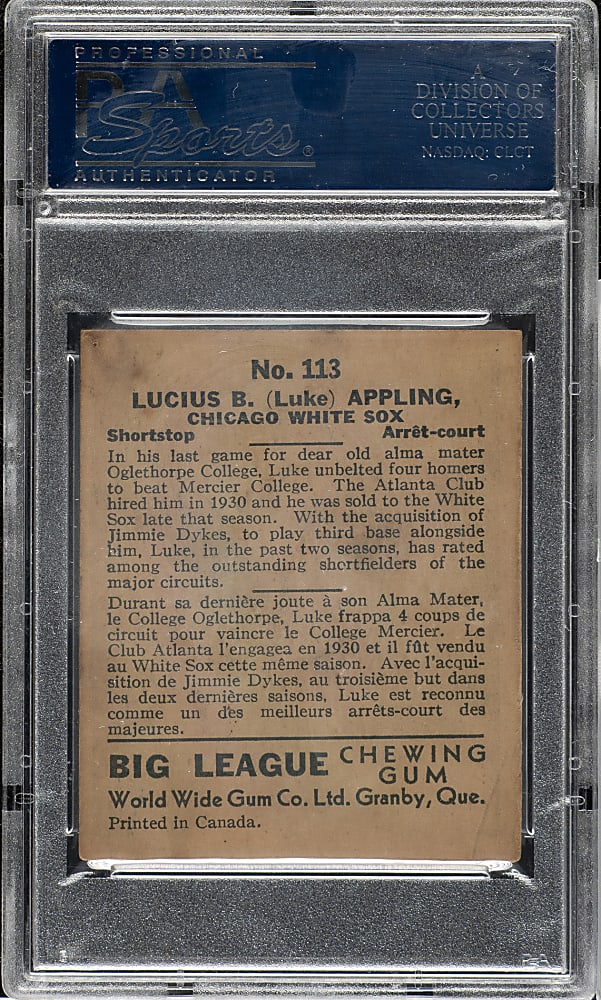 PROFESSIONAL
PSA
Sports®
AUTHENTICATOR
A
DIVISION OF
COLLECTORS
UNIVERSE
NASDAQ: CLCT
No. 113
LUCIUS B. (Luke) APPLING,
CHICAGO WHITE SOX
Shortstop Arrêt-court
In his last game for dear old alma mater
Oglethorpe College, Luke unbelted four homers
to beat Mercier College. The Atlanta Club
hired him in 1930 and he was sold to the White
Sox late that season. With the acquisition of
Jimmie Dykes, to play third base alongside
him, Luke, in the past two seasons, has rated
among the outstanding shortfielders of the
major circuits.
Durant sa dernière joute à son Alma Mater,
le College Oglethorpe, Luke frappa 4 coups de
circuit pour vaincre le College Mercier. Le
Club Atlanta l'engagea en 1930 et il fût vendu
au White Sox cette même saison. Avec l'acqui-
sition de Jimmie Dykes, au troisième but dans
les deux dernières saisons, Luke est reconnu
comme un des meilleurs arrêts-court des
majeures.
BIG LEAGUE CHEWING
GUM
World Wide Gum Co. Ltd. Granby, Que.
Printed in Canada.
PSA